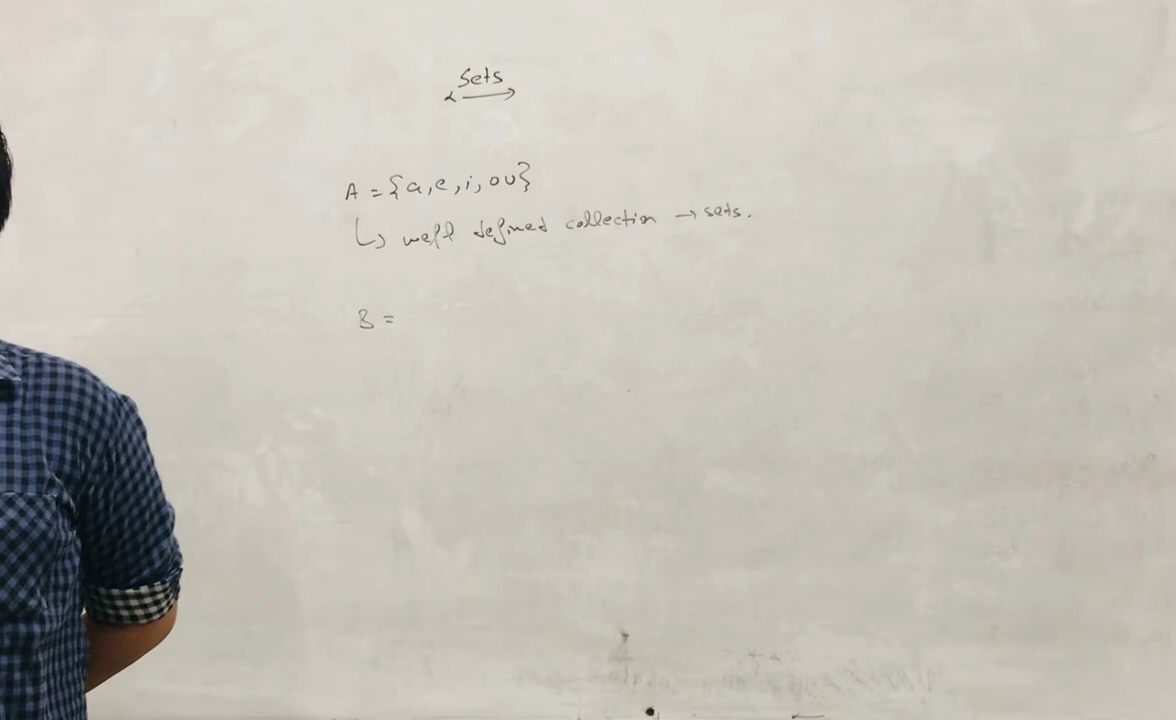 Sets
A = {a, e, i, o u}
↳ well defined collection → sets.
B =